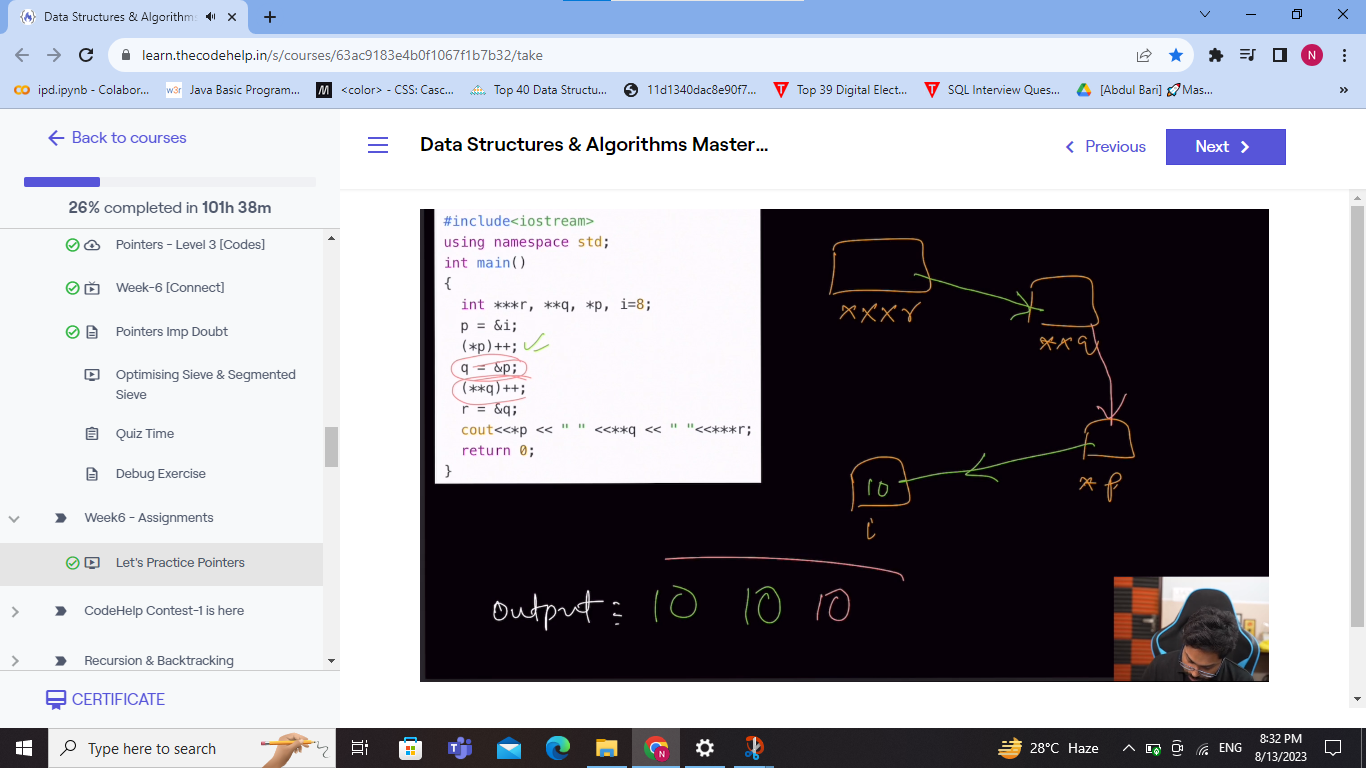 Data Structures & Algorithms
learn.thecodehelp.in/s/courses/63ac9183e4b0f1067f1b7b32/take
N
ipd.ipynb - Colabor...
w3r
Java Basic Program...
<color> - CSS: Casc...
Top 40 Data Structu...
11d1340dac8e90f7...
Top 39 Digital Elect...
SQL Interview Ques...
[Abdul Bari] 🚀Mas...
»
Back to courses
Data Structures & Algorithms Master...
Previous
Next
26% completed in 101h 38m
Pointers - Level 3 [Codes]
Week-6 [Connect]
Pointers Imp Doubt
Optimising Sieve & Segmented
Sieve
Quiz Time
Debug Exercise
Week6 - Assignments
Let's Practice Pointers
CodeHelp Contest-1 is here
Recursion & Backtracking
CERTIFICATE
#include<iostream>
using namespace std;
int main()
{
int ***r, **q, *p, i=8;
p = &i;
(*p)++;
q = &p;
(**q)++;
r = &q;
cout<<*p << " " <<**q << " "<<***r;
return 0;
}
***r
**q
*p
10
i
output: 10 10 10
Type here to search
N
28°C Haze
ENG
8:32 PM
8/13/2023